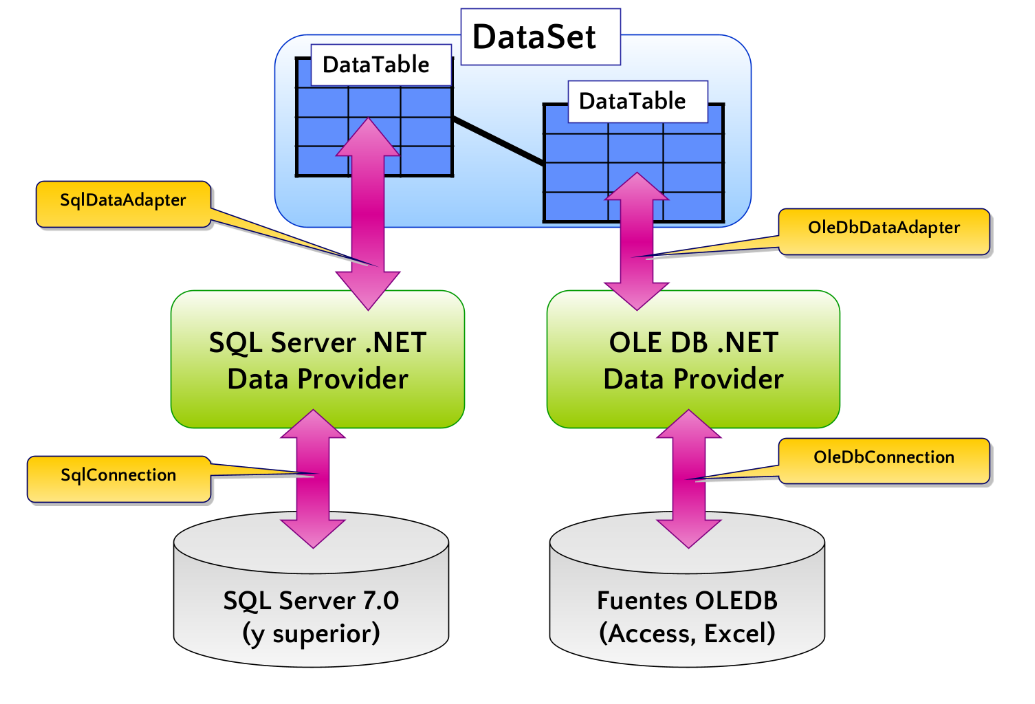 DataSet
DataTable
DataTable
SqlDataAdapter
OleDbDataAdapter
SQL Server .NET
Data Provider
OLE DB .NET
Data Provider
SqlConnection
OleDbConnection
SQL Server 7.0
(y superior)
Fuentes OLEDB
(Access, Excel)